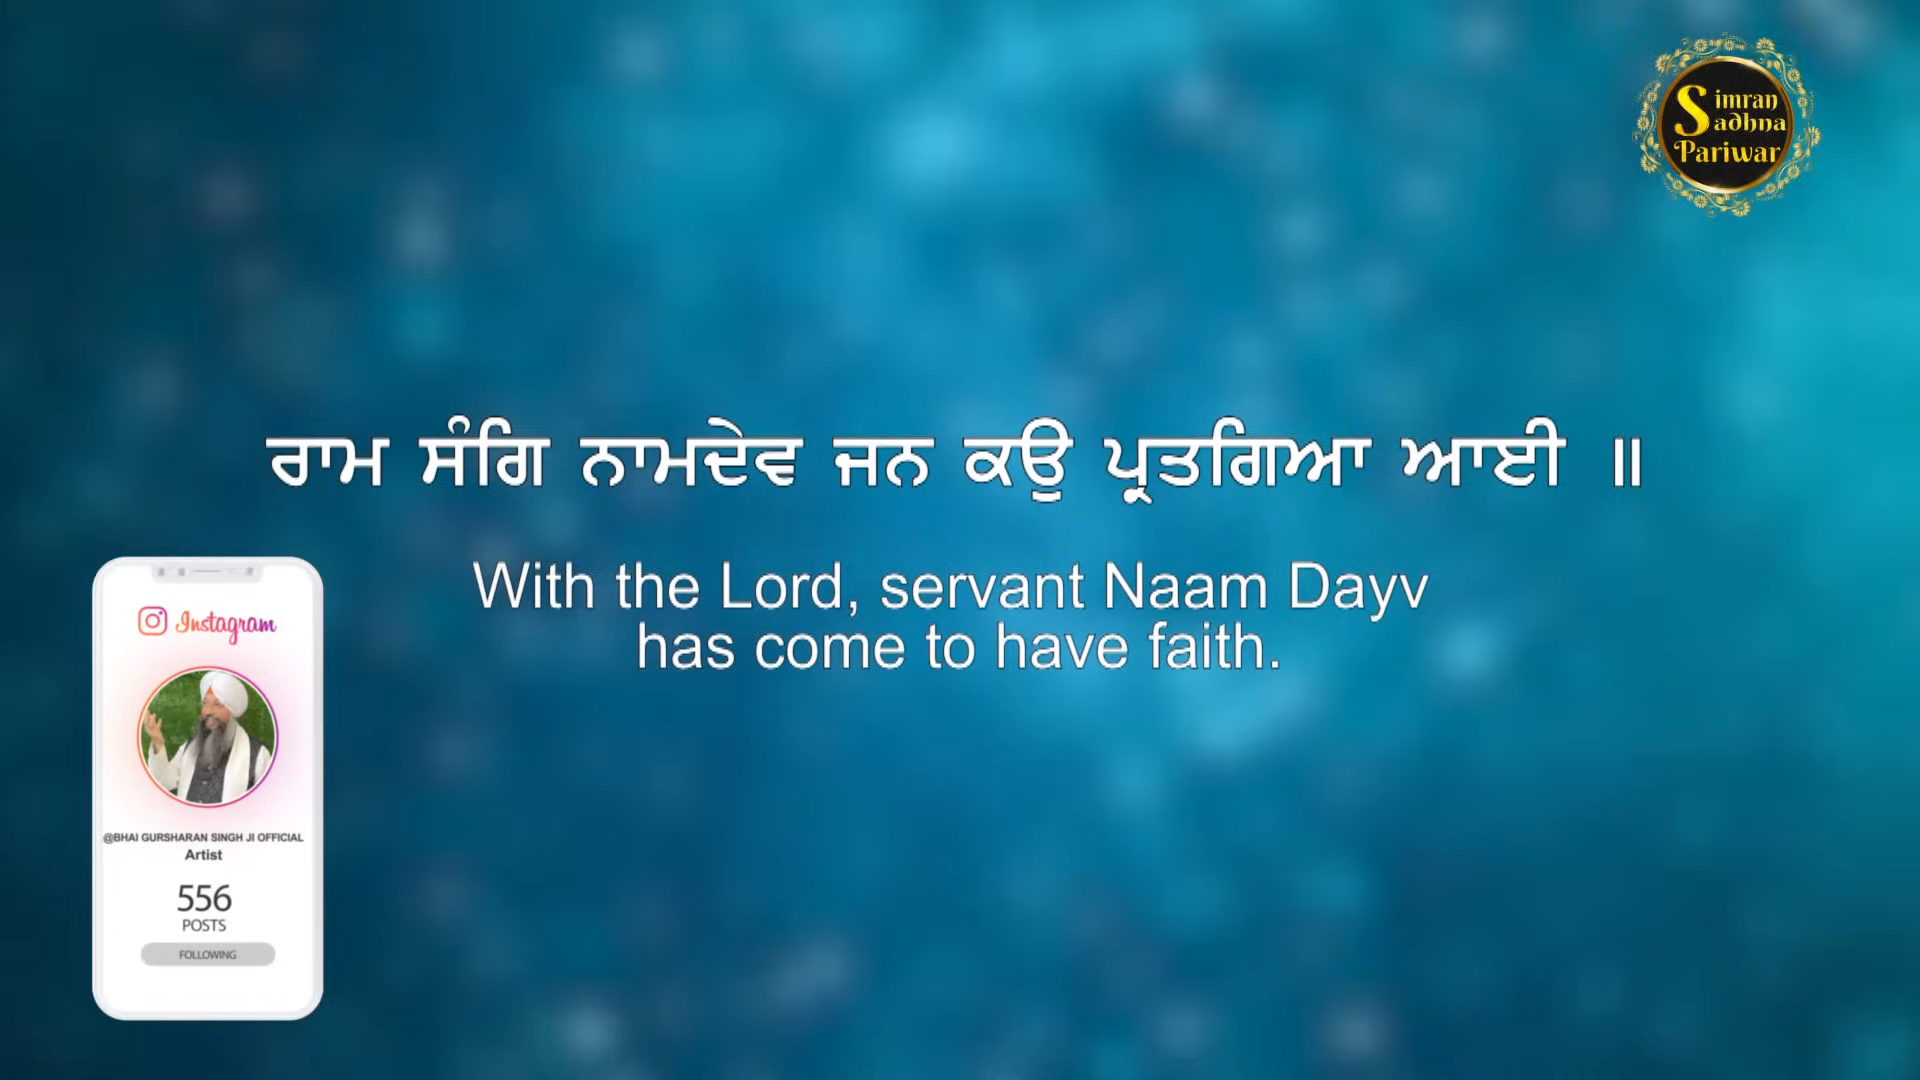 Simran
Sadhna
Pariwar
ਰਾਮ ਸੰਗਿ ਨਾਮਦੇਵ ਜਨ ਕਉ ਪ੍ਰਤਗਿਆ ਆਈ ॥
With the Lord, servant Naam Dayv
has come to have faith.
Instagram
@BHAI GURSHARAN SINGH JI OFFICIAL
Artist
556
POSTS
FOLLOWING